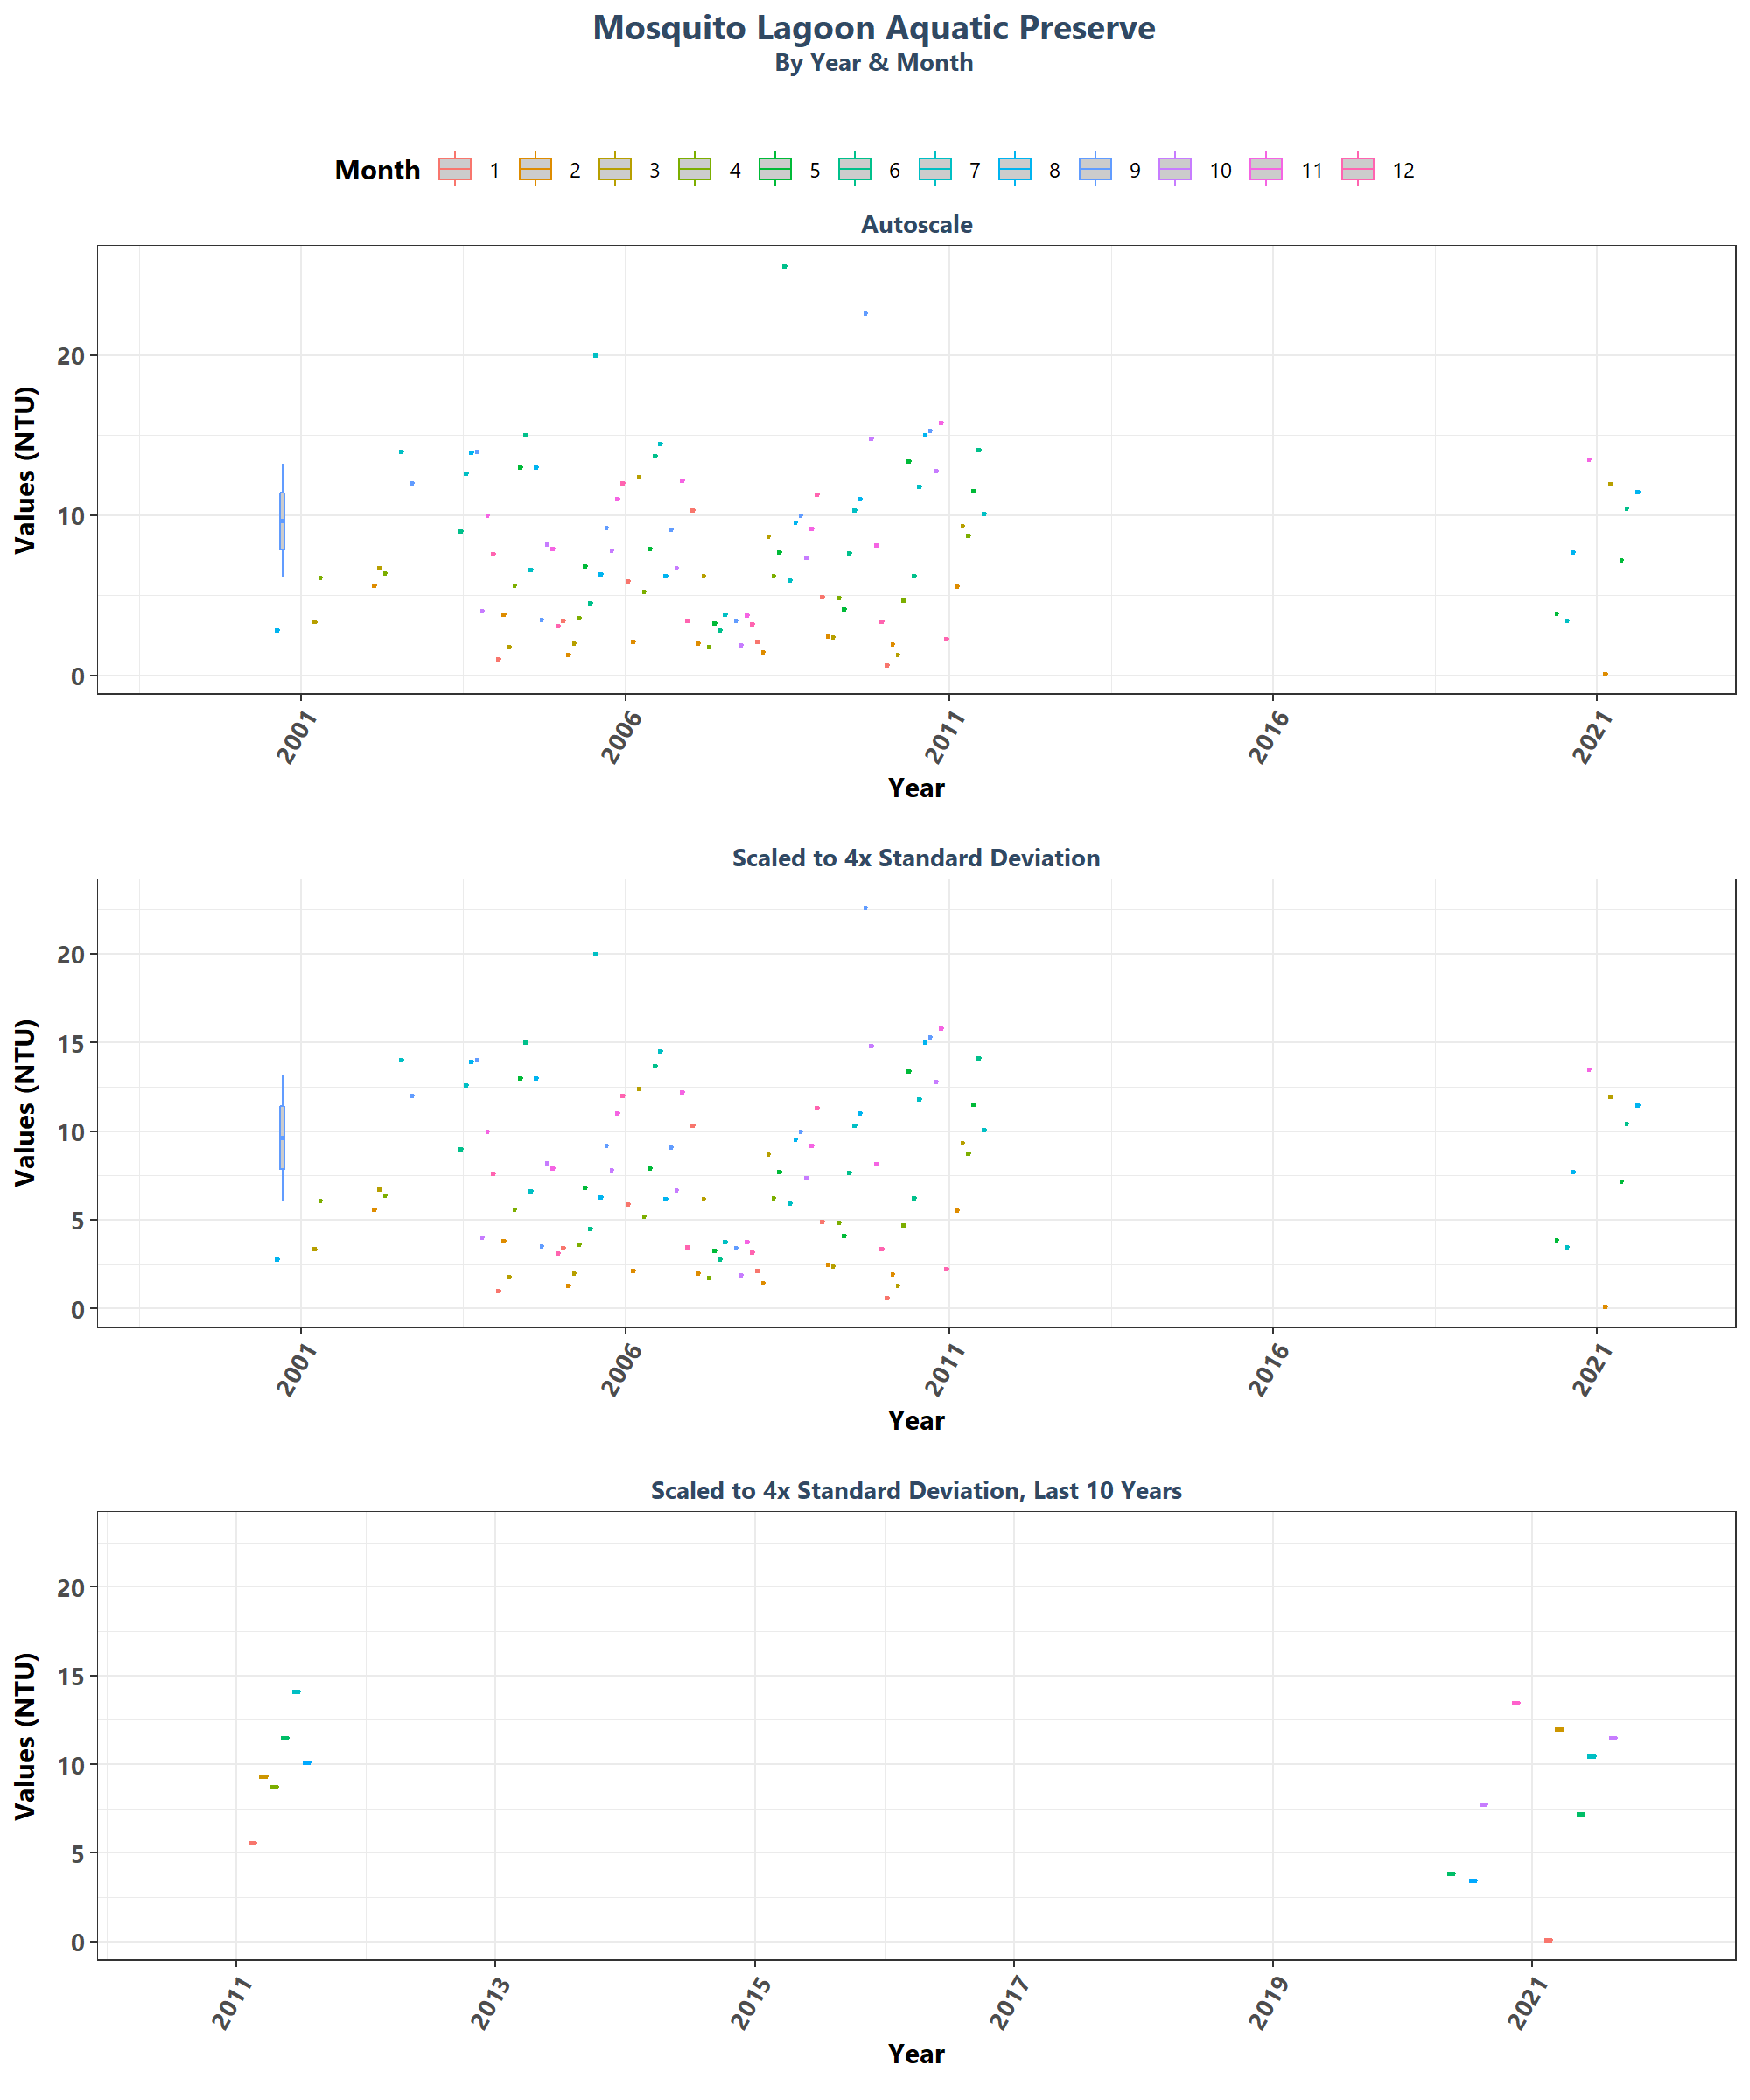 Mosquito Lagoon Aquatic Preserve
By Year & Month
Month 1 2 3 4 5 6 7 8 9 10 11 12
Autoscale
Values (NTU)
20
10
0
2001 2006 2011 2016 2021
Year
Scaled to 4x Standard Deviation
Values (NTU)
20
15
10
5
0
2001 2006 2011 2016 2021
Year
Scaled to 4x Standard Deviation, Last 10 Years
Values (NTU)
20
15
10
5
0
2011 2013 2015 2017 2019 2021
Year